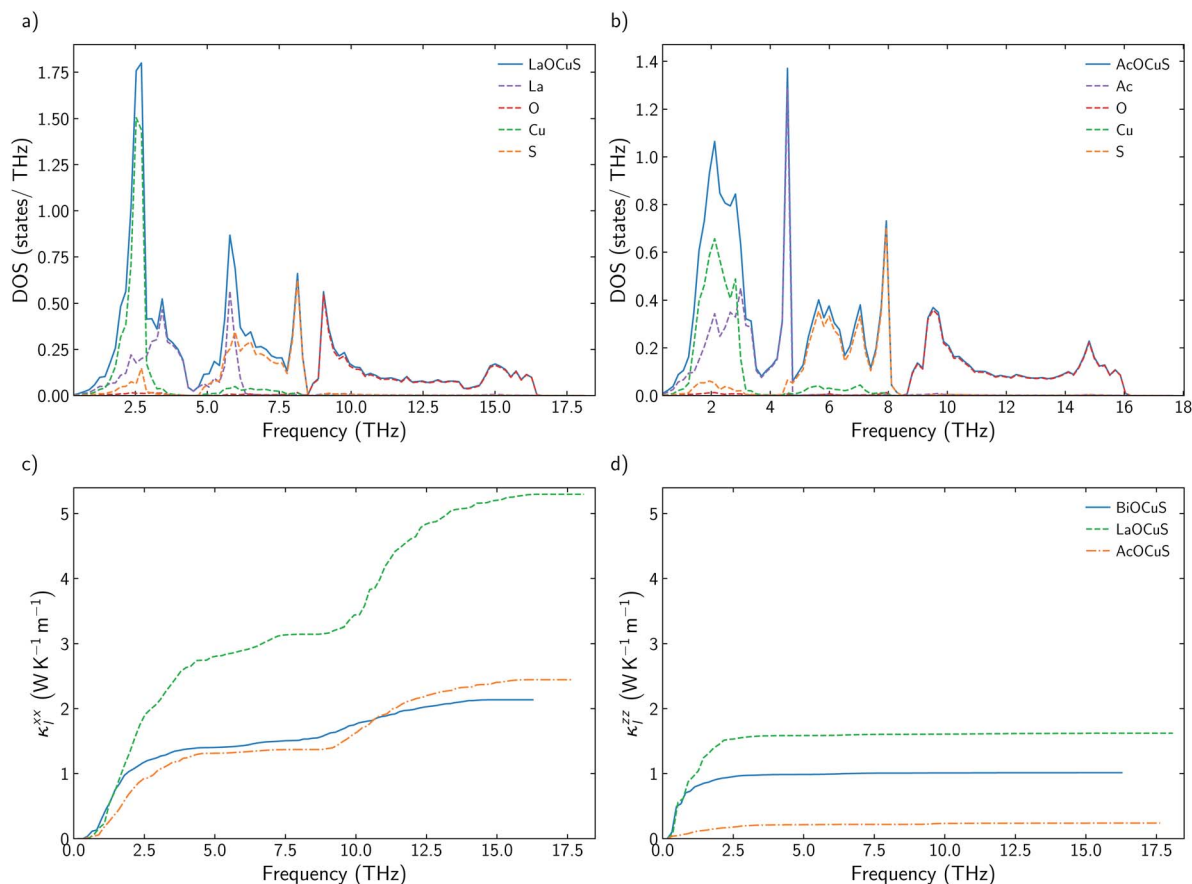 a)
DOS (states/ THz)
1.75
1.50
1.25
1.00
0.75
0.50
0.25
0.00
2.5
5.0
7.5
10.0
12.5
15.0
17.5
Frequency (THz)
LaOCuS
La
O
Cu
S
b)
DOS (states/ THz)
1.4
1.2
1.0
0.8
0.6
0.4
0.2
0.0
2
4
6
8
10
12
14
16
18
Frequency (THz)
AcOCuS
Ac
O
Cu
S
c)
κₗˣˣ (W K⁻¹ m⁻¹)
5
4
3
2
1
0
0.0
2.5
5.0
7.5
10.0
12.5
15.0
17.5
Frequency (THz)
d)
κₗᶻᶻ (W K⁻¹ m⁻¹)
5
4
3
2
1
0
0.0
2.5
5.0
7.5
10.0
12.5
15.0
17.5
Frequency (THz)
BiOCuS
LaOCuS
AcOCuS